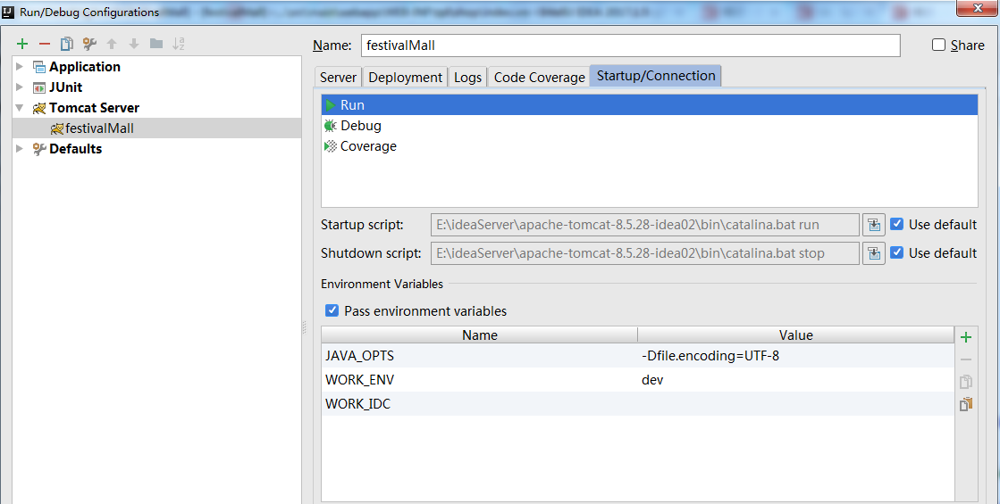 Run/Debug Configurations
Name: festivalMall Share
Application
JUnit
Tomcat Server
festivalMall
Defaults
Server Deployment Logs Code Coverage Startup/Connection
Run
Debug
Coverage
Startup script: E:\ideaServer\apache-tomcat-8.5.28-idea02\bin\catalina.bat run Use default
Shutdown script: E:\ideaServer\apache-tomcat-8.5.28-idea02\bin\catalina.bat stop Use default
Environment Variables
Pass environment variables
Name Value
JAVA_OPTS -Dfile.encoding=UTF-8
WORK_ENV dev
WORK_IDC